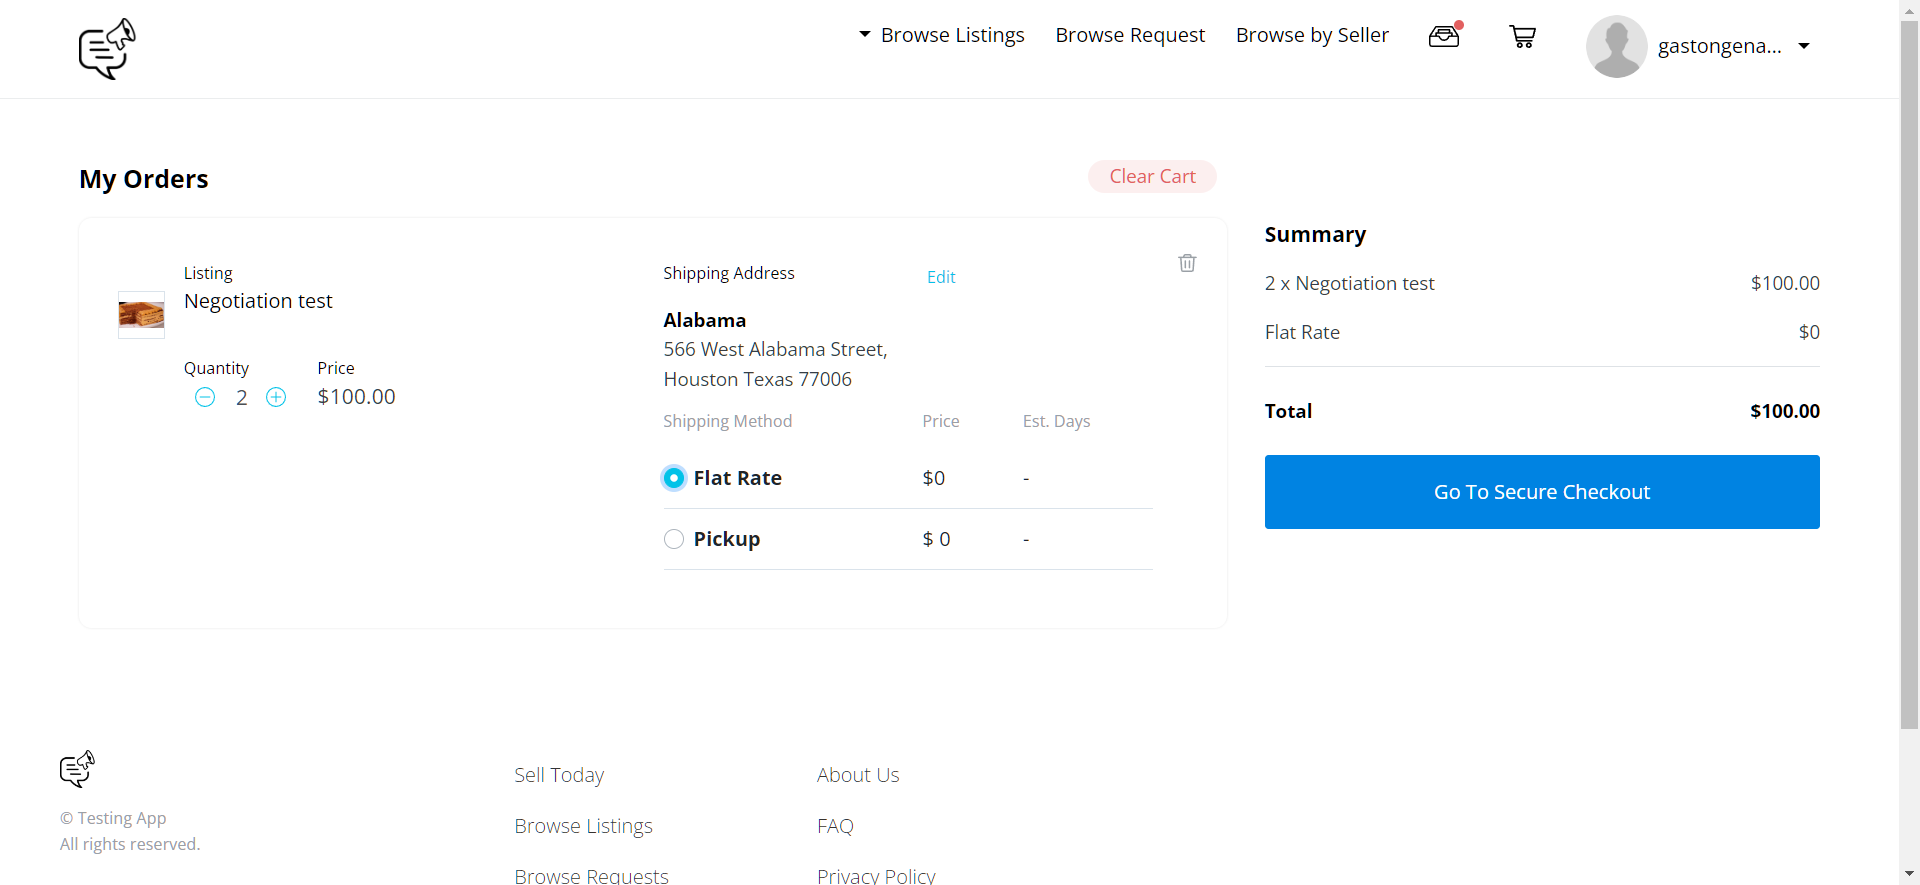 Browse Listings
Browse Request
Browse by Seller
gastongena...
My Orders
Clear Cart
Listing
Negotiation test
Quantity
Price
2
$100.00
Shipping Address
Edit
Alabama
566 West Alabama Street,
Houston Texas 77006
Shipping Method
Price
Est. Days
Flat Rate
$0
-
Pickup
$ 0
-
Summary
2 x Negotiation test
$100.00
Flat Rate
$0
Total
$100.00
Go To Secure Checkout
© Testing App
All rights reserved.
Sell Today
Browse Listings
Browse Requests
About Us
FAQ
Privacy Policy